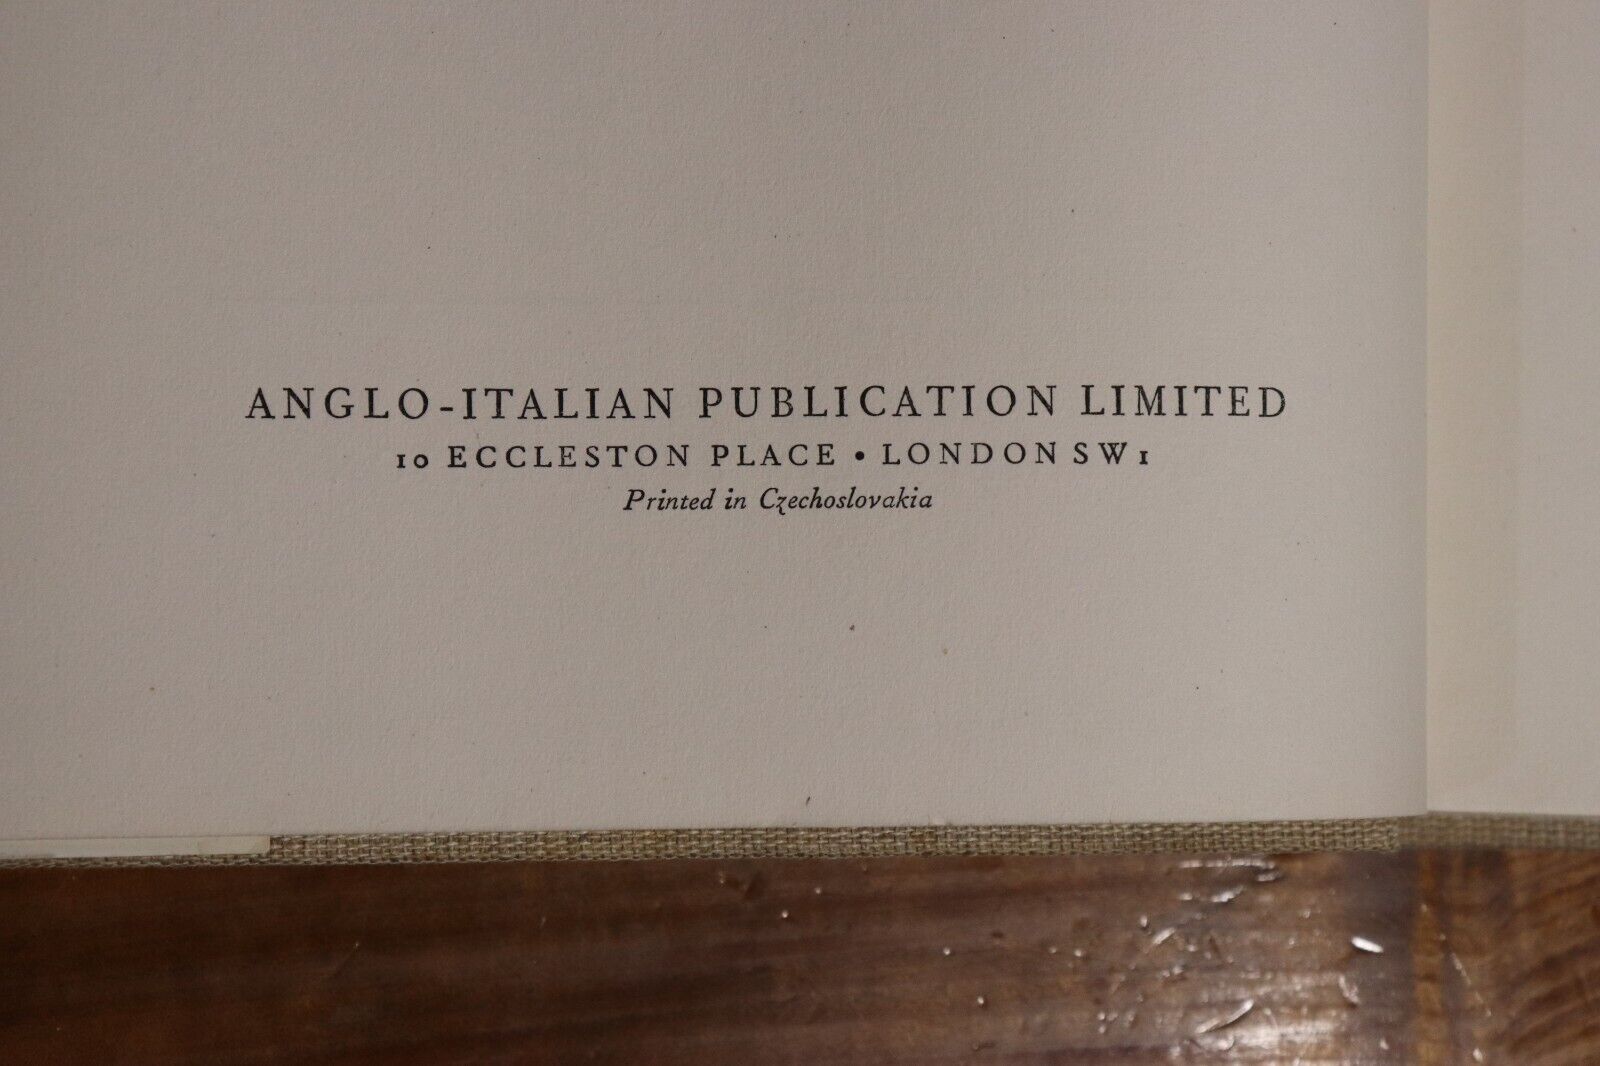 ANGLO-ITALIAN PUBLICATION LIMITED
10 ECCLESTON PLACE • LONDON SW1
Printed in Czechoslovakia